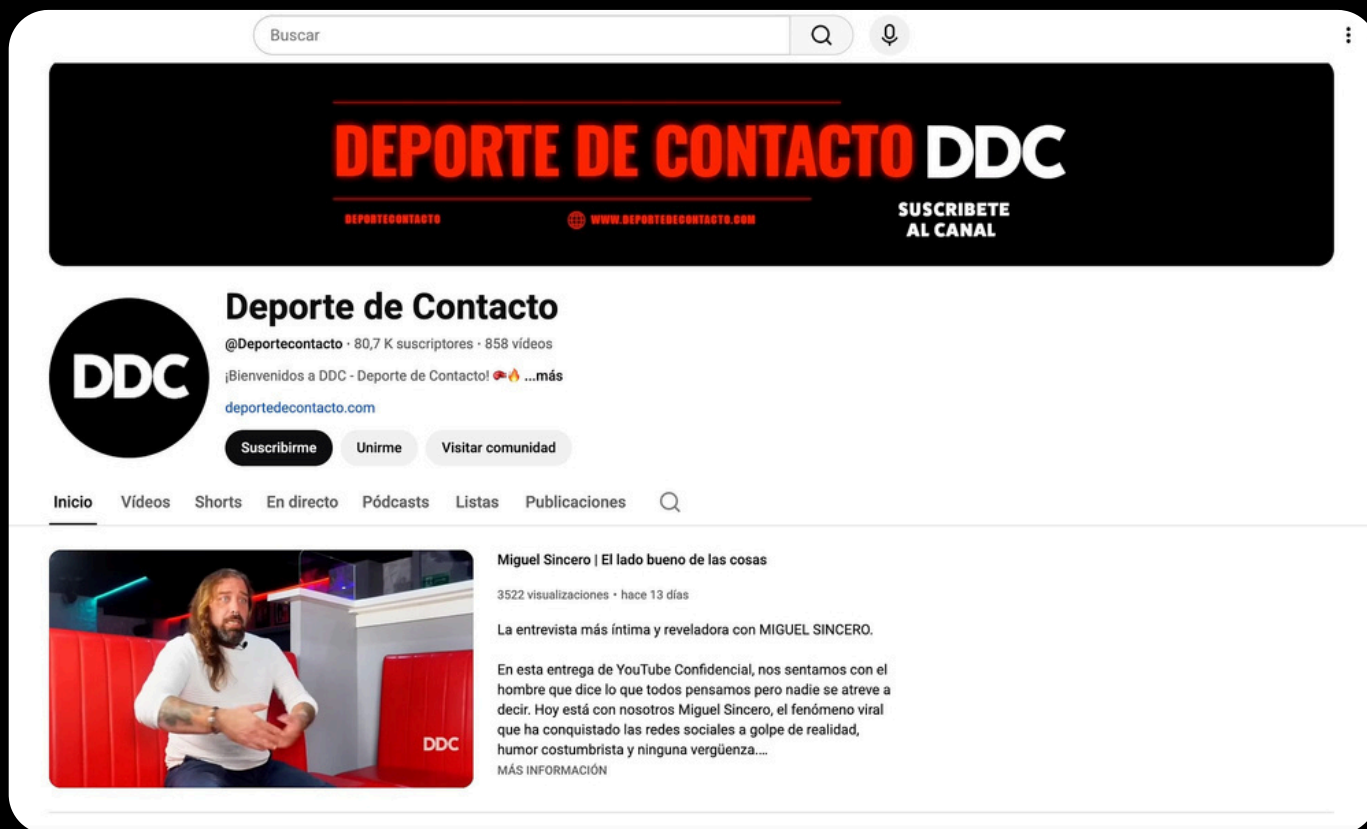 Buscar
DEPORTE DE CONTACTO DDC
DEPORTECONTACTO
WWW.DEPORTEDECONTACTO.COM
SUSCRIBETE
AL CANAL
DDC
Deporte de Contacto
@Deportecontacto · 80,7 K suscriptores · 858 vídeos
¡Bienvenidos a DDC - Deporte de Contacto! 🥊🔥 ...más
deportedecontacto.com
Suscribirme
Unirme
Visitar comunidad
Inicio
Vídeos
Shorts
En directo
Pódcasts
Listas
Publicaciones
DDC
Miguel Sincero | El lado bueno de las cosas
3522 visualizaciones • hace 13 días
La entrevista más íntima y reveladora con MIGUEL SINCERO.
En esta entrega de YouTube Confidencial, nos sentamos con el
hombre que dice lo que todos pensamos pero nadie se atreve a
decir. Hoy está con nosotros Miguel Sincero, el fenómeno viral
que ha conquistado las redes sociales a golpe de realidad,
humor costumbrista y ninguna vergüenza....
MÁS INFORMACIÓN